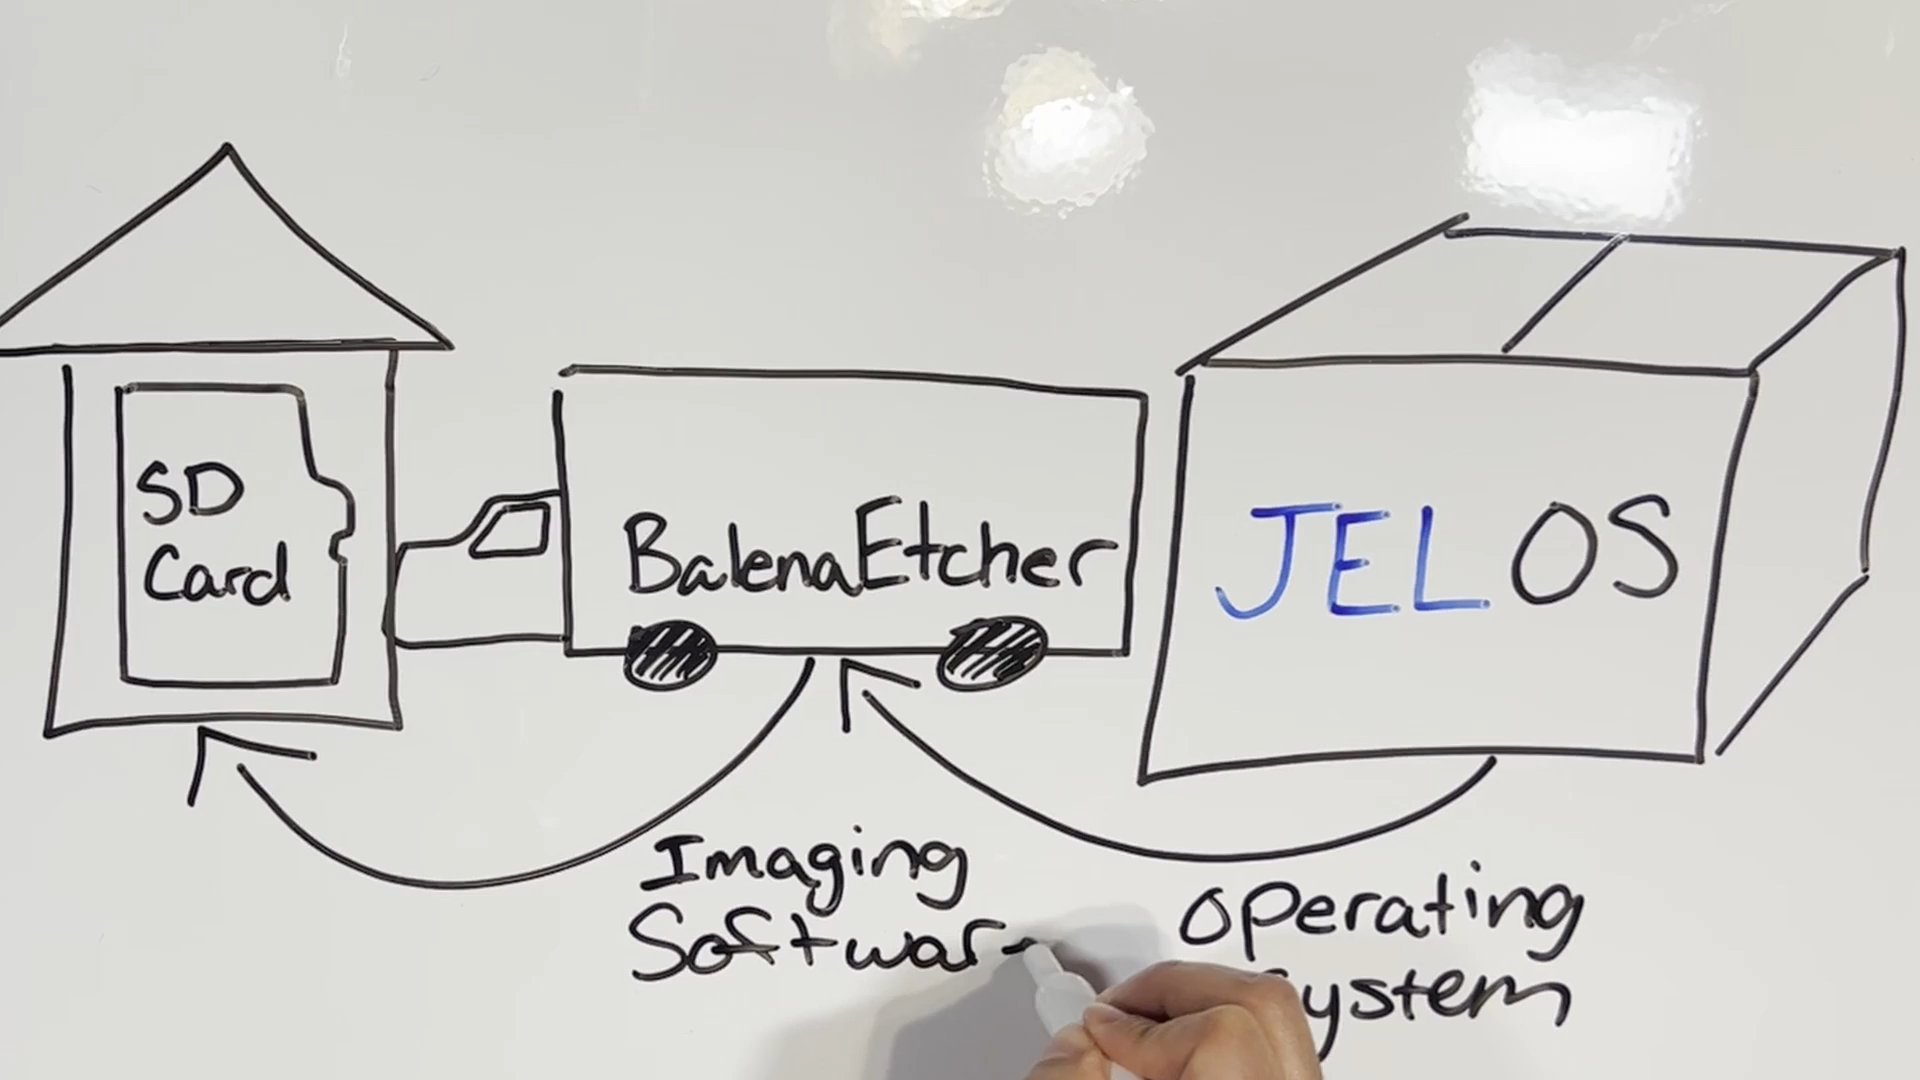 SD
Card
BalenaEtcher
JELOS
Imaging
Softwar
Operating
ystem